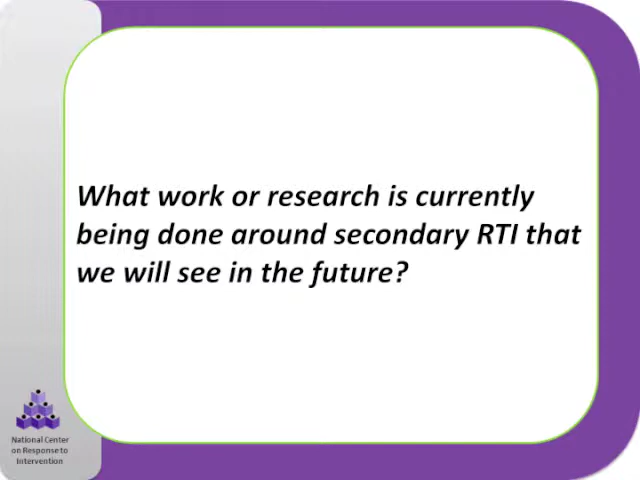 What work or research is currently
being done around secondary RTI that
we will see in the future?
National Center
on Response to
Intervention